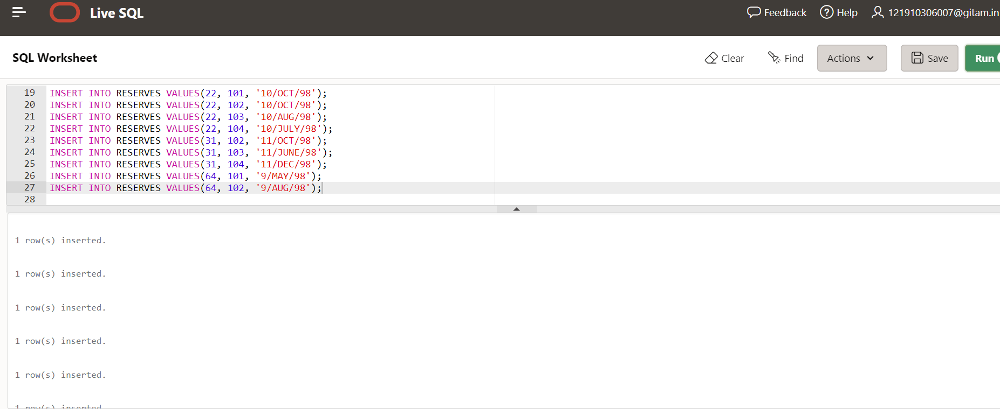 Live SQL
Feedback
Help
121910306007@gitam.in
SQL Worksheet
Clear
Find
Actions
Save
Run
19 INSERT INTO RESERVES VALUES(22, 101, '10/OCT/98');
20 INSERT INTO RESERVES VALUES(22, 102, '10/OCT/98');
21 INSERT INTO RESERVES VALUES(22, 103, '10/AUG/98');
22 INSERT INTO RESERVES VALUES(22, 104, '10/JULY/98');
23 INSERT INTO RESERVES VALUES(31, 102, '11/OCT/98');
24 INSERT INTO RESERVES VALUES(31, 103, '11/JUNE/98');
25 INSERT INTO RESERVES VALUES(31, 104, '11/DEC/98');
26 INSERT INTO RESERVES VALUES(64, 101, '9/MAY/98');
27 INSERT INTO RESERVES VALUES(64, 102, '9/AUG/98');
28
1 row(s) inserted.
1 row(s) inserted.
1 row(s) inserted.
1 row(s) inserted.
1 row(s) inserted.
1 row(s) inserted